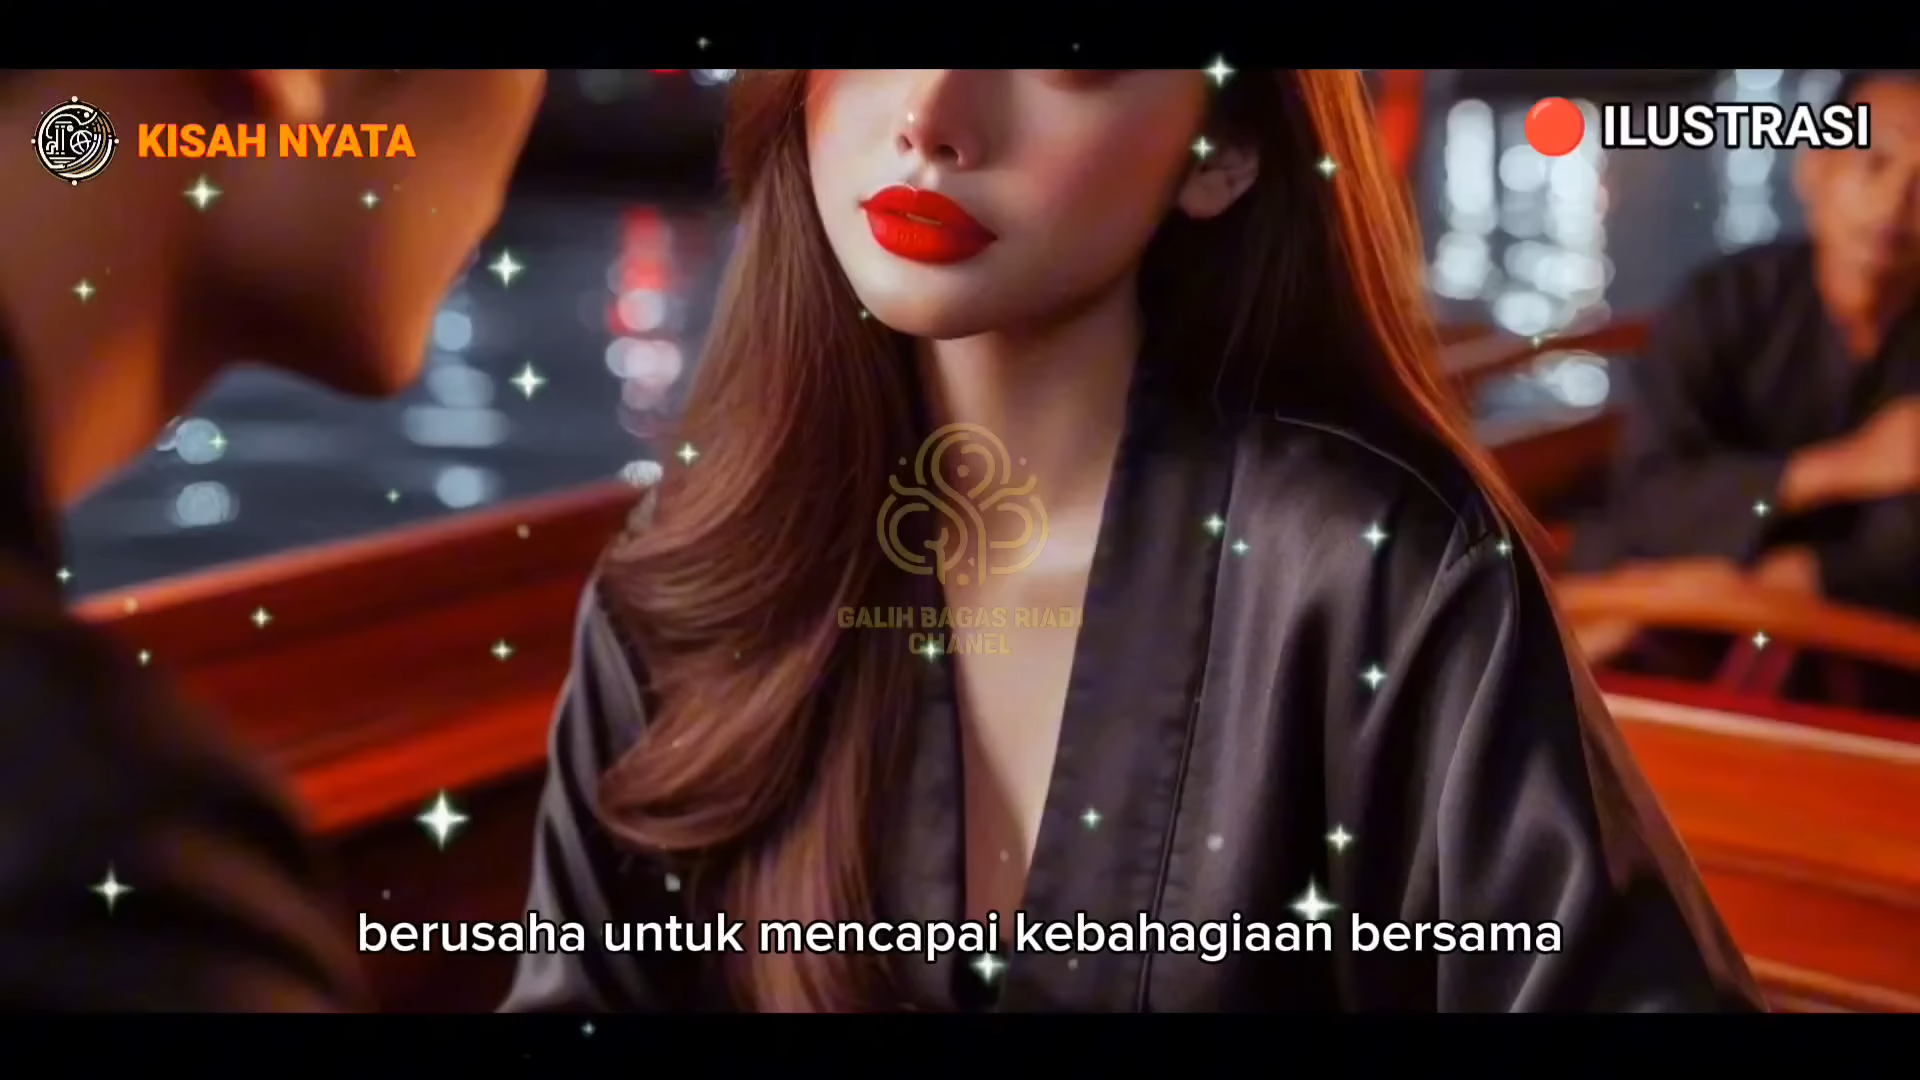 KISAH NYATA
ILUSTRASI
GALIH BAGAS RIADI
CHANEL
berusaha untuk mencapai kebahagiaan bersama